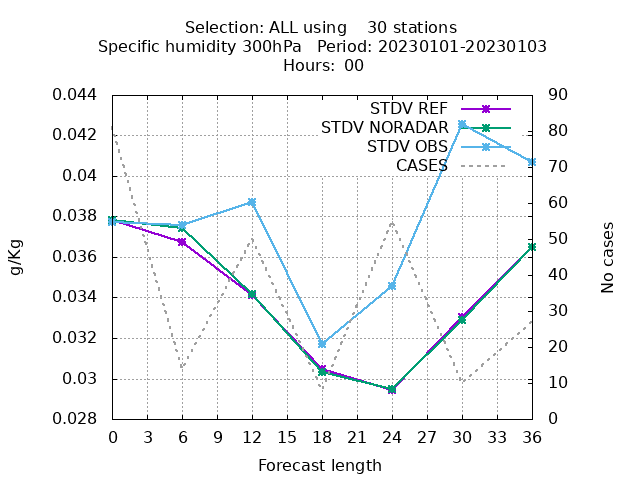 Selection: ALL using    30 stations
Specific humidity 300hPa   Period: 20230101-20230103
Hours: 00
STDV REF
STDV NORADAR
STDV OBS
CASES
g/Kg
0.044
0.042
0.04
0.038
0.036
0.034
0.032
0.03
0.028
90
80
70
60
50
40
30
20
10
0
No cases
0 3 6 9 12 15 18 21 24 27 30 33 36
Forecast length